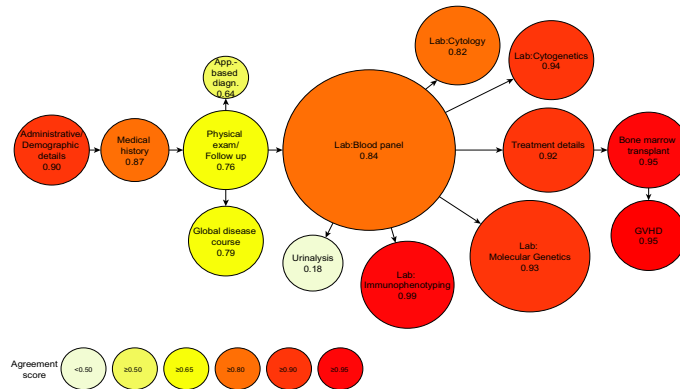 App.-
based
diagn.
0.64
Lab:Cytology
0.82
Lab:Cytogenetics
0.94
Administrative/
Demographic
details
0.90
Medical
history
0.87
Physical
exam/
Follow up
0.76
Lab:Blood panel
0.84
Treatment details
0.92
Bone marrow
transplant
0.95
Global disease
course
0.79
Urinalysis
0.18
Lab:
Immunophenotyping
0.99
Lab:
Molecular Genetics
0.93
GVHD
0.95
Agreement
score
<0.50
≥0.50
≥0.65
≥0.80
≥0.90
≥0.95